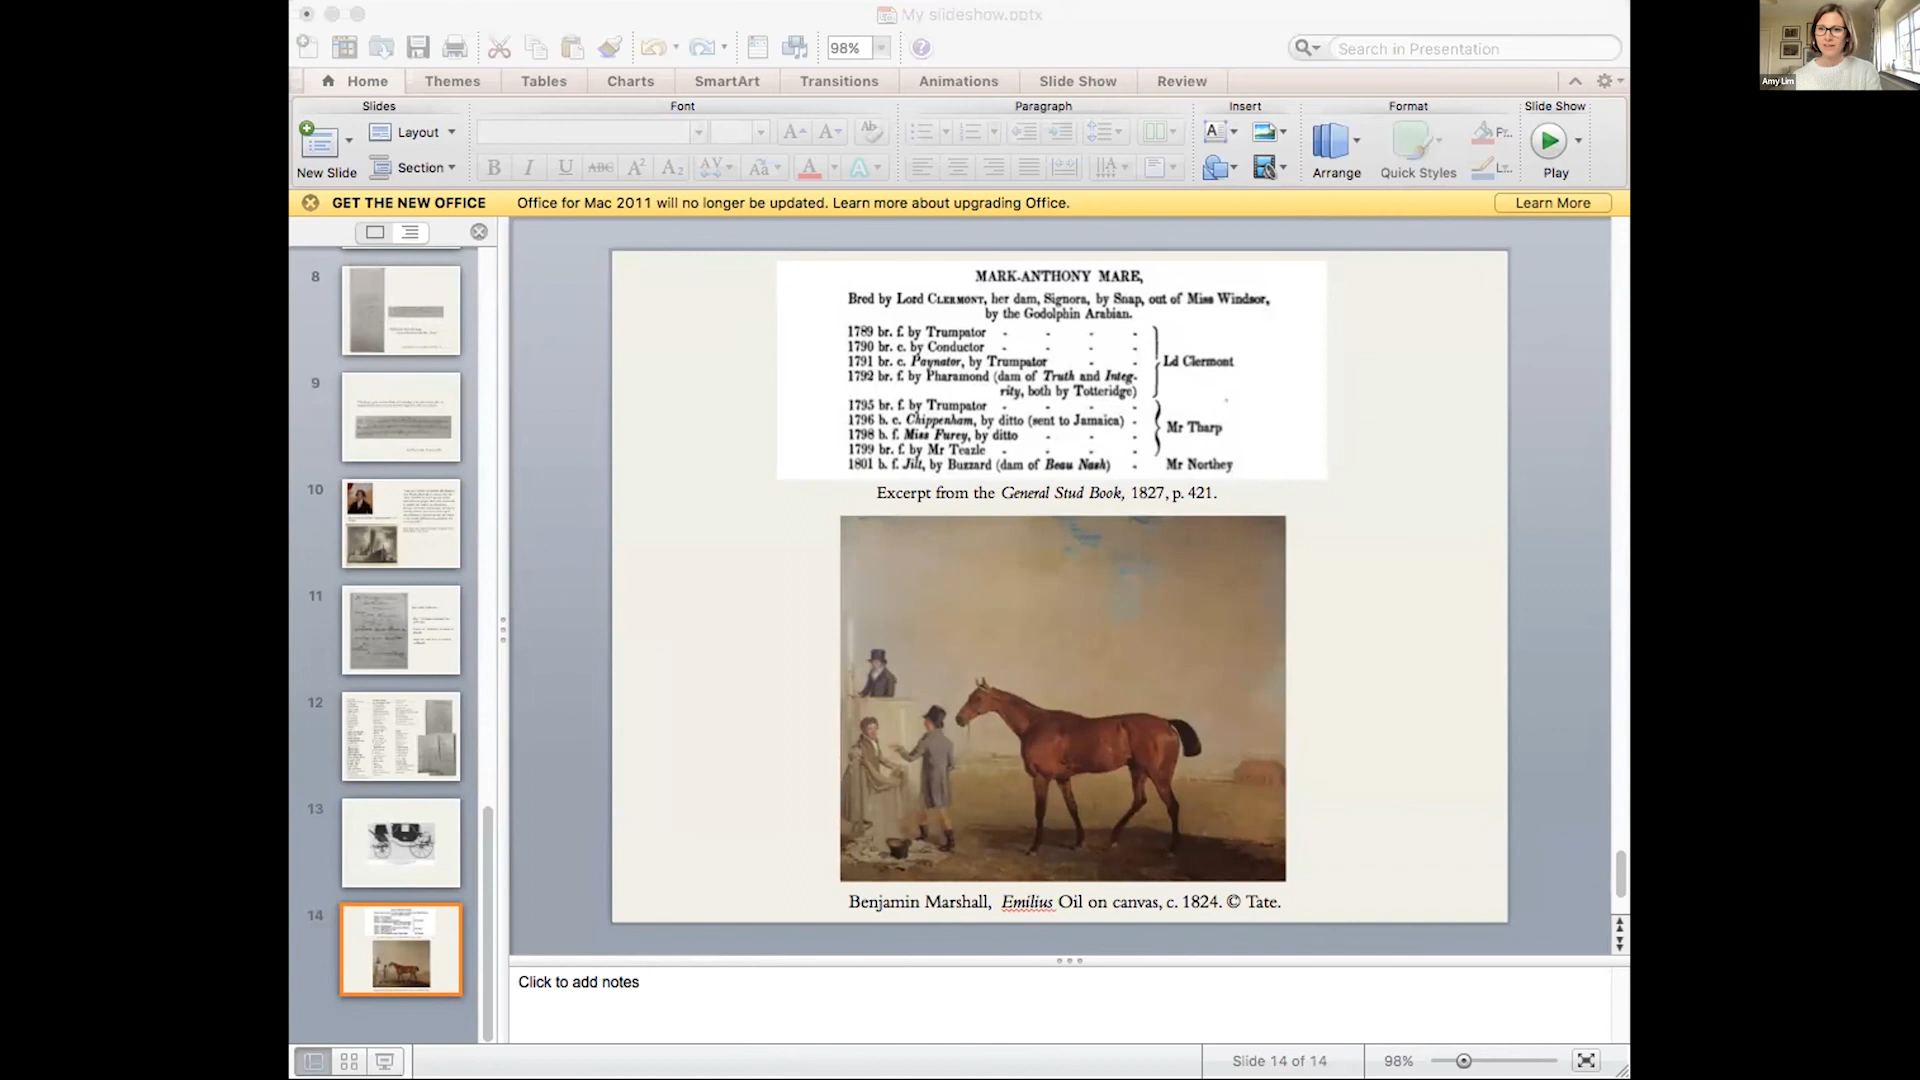 My slideshow.pptx
98%
Search in Presentation
Amy Lim
Home Themes Tables Charts SmartArt Transitions Animations Slide Show Review
Slides Font Paragraph Insert Format Slide Show
New Slide
Layout
Section
Arrange
Quick Styles
Play
GET THE NEW OFFICE Office for Mac 2011 will no longer be updated. Learn more about upgrading Office. Learn More
8
9
10
11
12
13
14
MARK-ANTHONY MARE,
Bred by Lord CLERMONT, her dam, Signora, by Snap, out of Miss Windsor,
by the Godolphin Arabian.
1789 br. f. by Trumpator - - - -
1790 br. c. by Conductor - - - -
1791 br. c. Paynator, by Trumpator - -
1792 br. f. by Pharamond (dam of Truth and Integ-
rity, both by Totteridge)
Ld Clermont
1795 br. f. by Trumpator - - - -
1796 b. c. Chippenham, by ditto (sent to Jamaica) -
1798 b. f. Miss Furey, by ditto - - -
1799 br. f. by Mr Teazle - - - -
Mr Tharp
1801 b. f. Jilt, by Buzzard (dam of Beau Nash) - Mr Northey
Excerpt from the General Stud Book, 1827, p. 421.
Benjamin Marshall, Emilius Oil on canvas, c. 1824. © Tate.
Click to add notes
Slide 14 of 14 98%